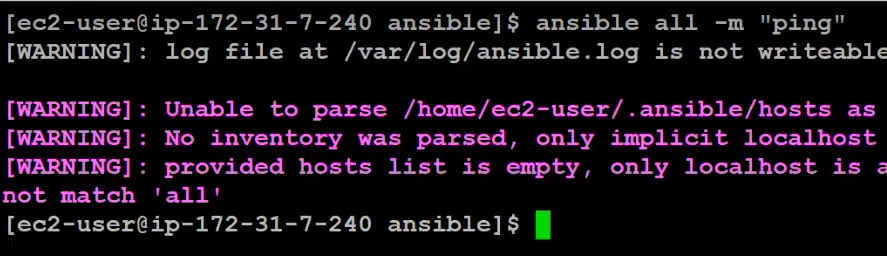 [ec2-user@ip-172-31-7-240 ansible]$ ansible all -m "ping"
[WARNING]: log file at /var/log/ansible.log is not writeable
[WARNING]: Unable to parse /home/ec2-user/.ansible/hosts as
[WARNING]: No inventory was parsed, only implicit localhost
[WARNING]: provided hosts list is empty, only localhost is a
not match 'all'
[ec2-user@ip-172-31-7-240 ansible]$